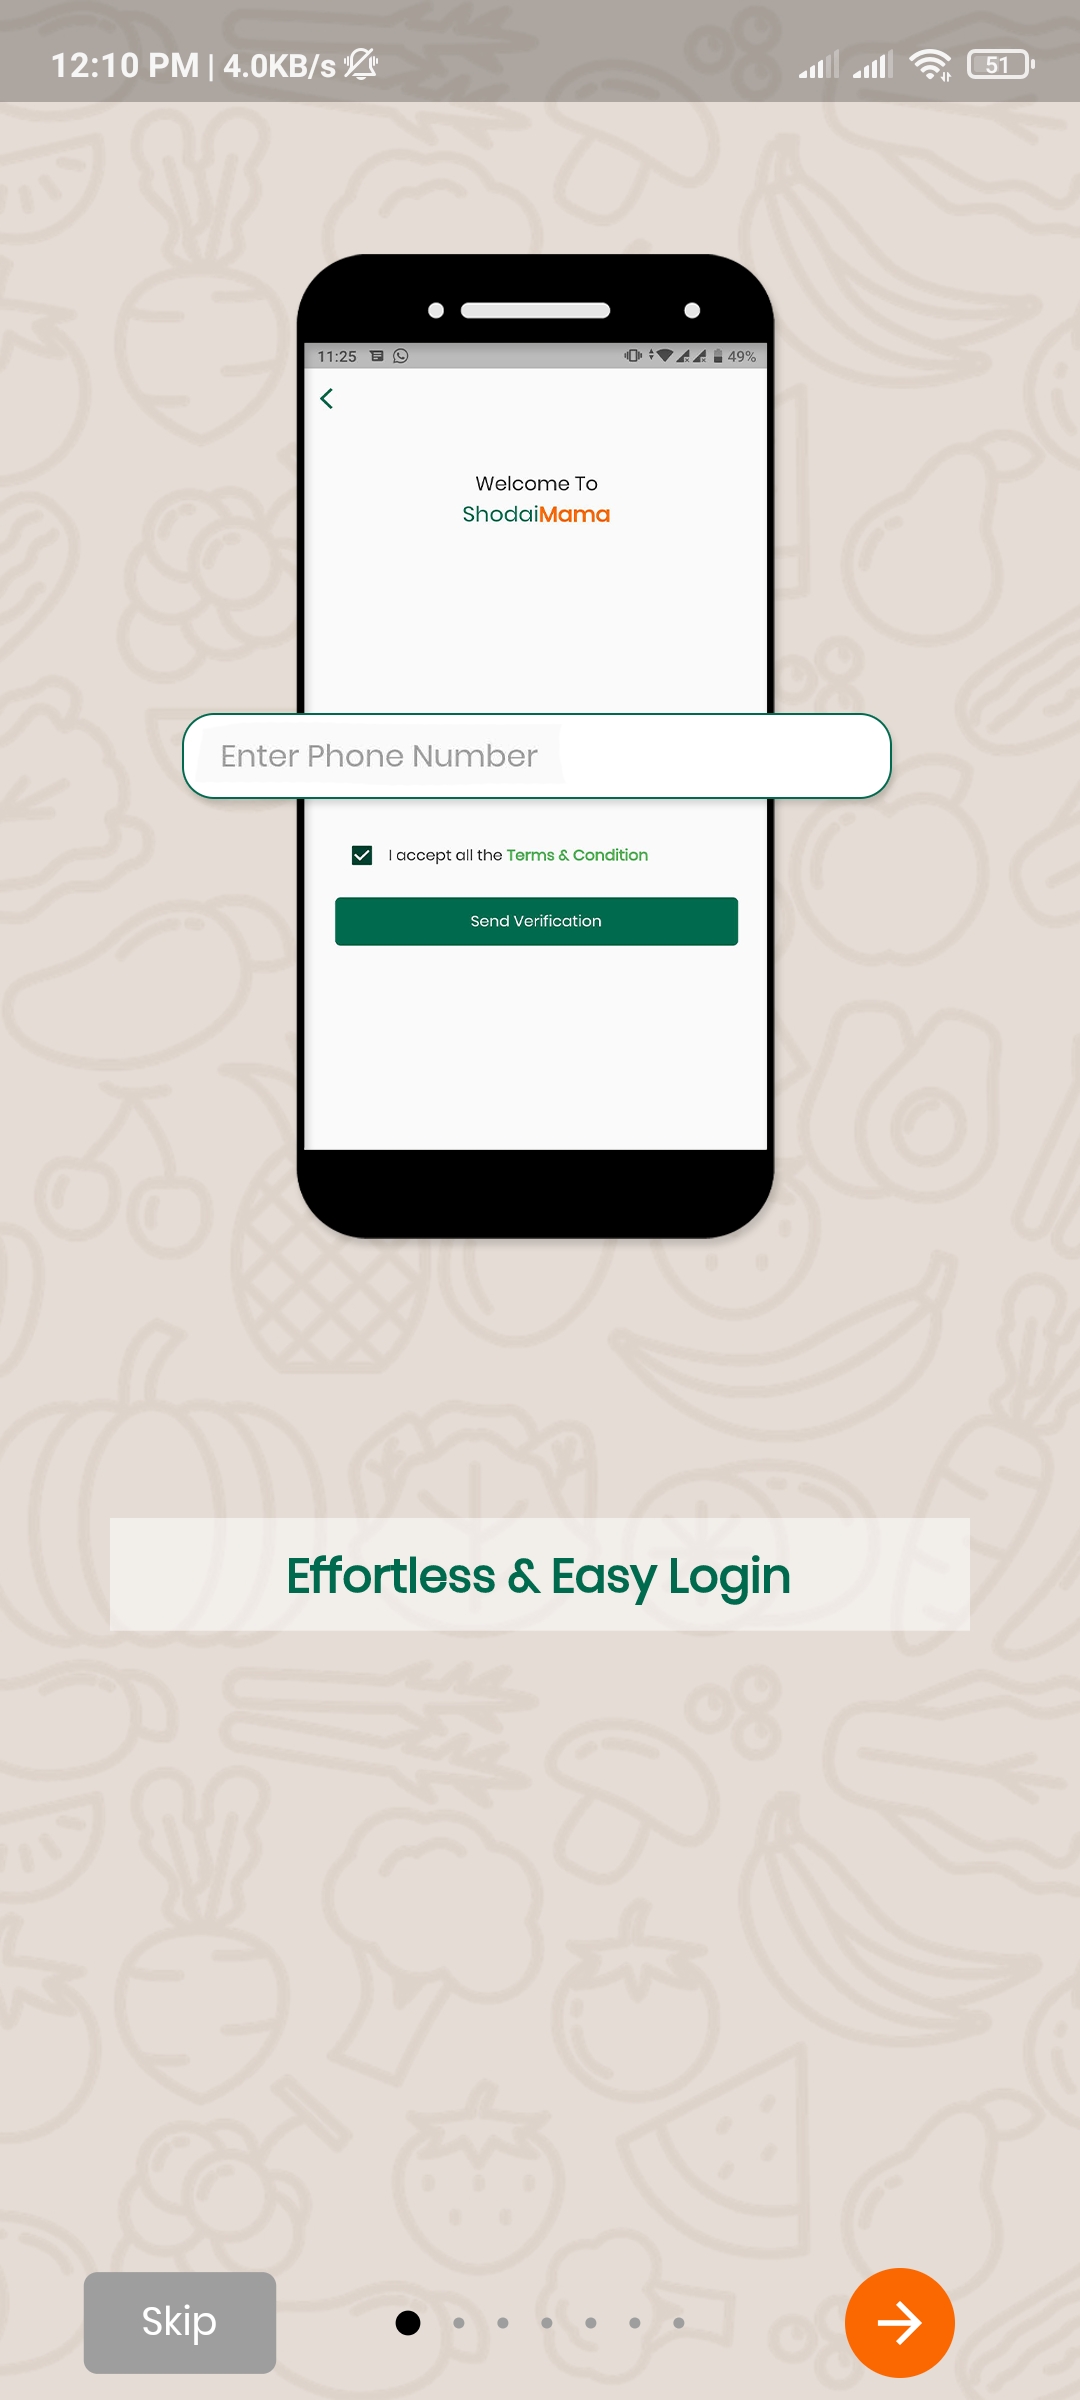 12:10 PM | 4.0KB/s 51
11:25 49%
Welcome To
ShodaiMama
Enter Phone Number
I accept all the Terms & Condition
Send Verification
Effortless & Easy Login
Skip